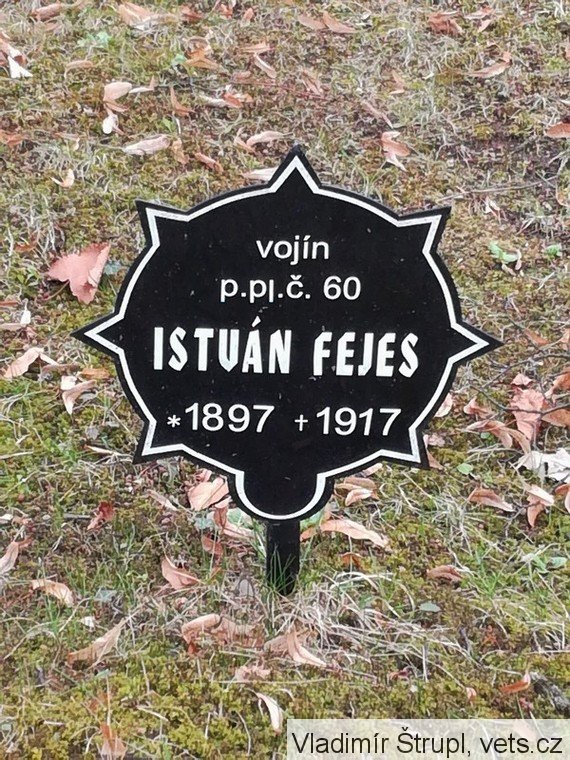 vojín
p.pl.č. 60
ISTVÁN FEJES
*1897 +1917
Vladimír Štrupl, vets.cz